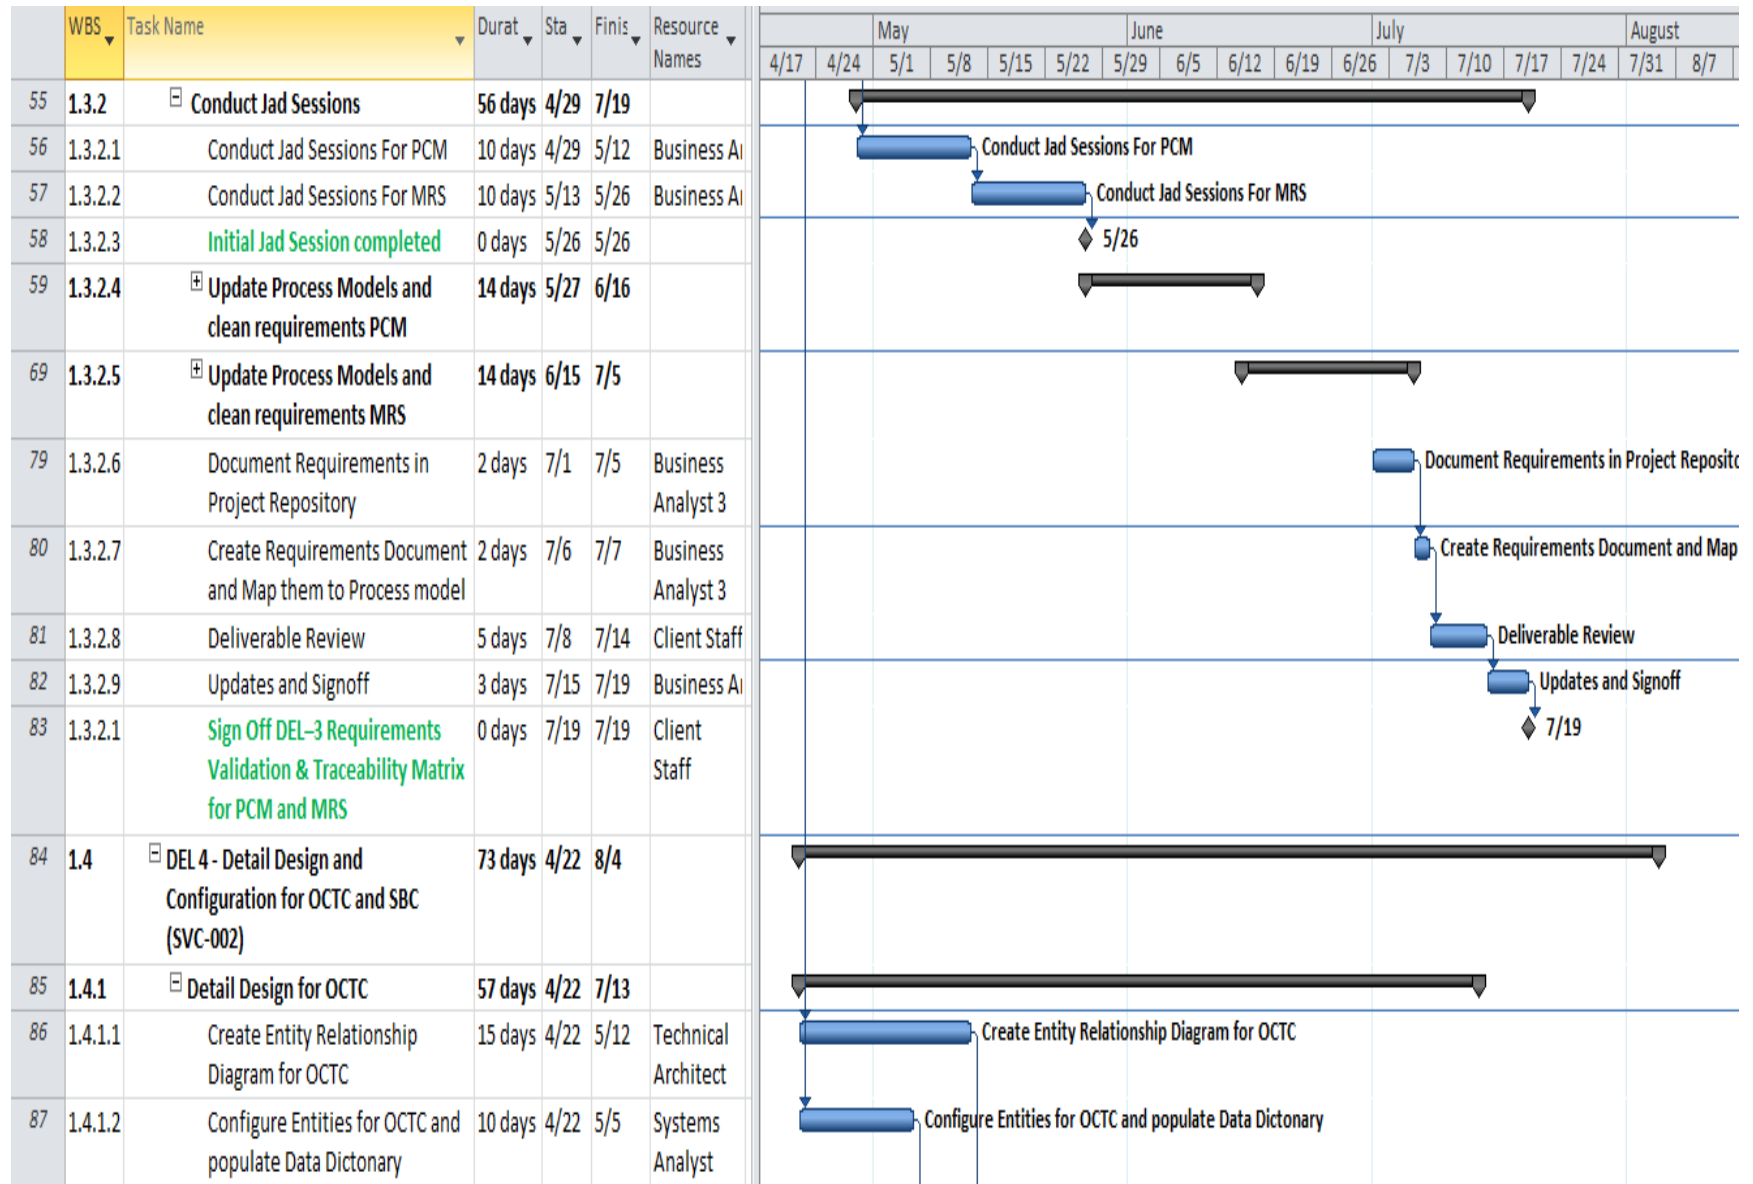 WBS Task Name Durat Sta Finis Resource Names
May June July August
4/17 4/24 5/1 5/8 5/15 5/22 5/29 6/5 6/12 6/19 6/26 7/3 7/10 7/17 7/24 7/31 8/7
55 1.3.2 Conduct Jad Sessions 56 days 4/29 7/19
56 1.3.2.1 Conduct Jad Sessions For PCM 10 days 4/29 5/12 Business A
Conduct Jad Sessions For PCM
57 1.3.2.2 Conduct Jad Sessions For MRS 10 days 5/13 5/26 Business A
Conduct Jad Sessions For MRS
58 1.3.2.3 Initial Jad Session completed 0 days 5/26 5/26
5/26
59 1.3.2.4 Update Process Models and 14 days 5/27 6/16
clean requirements PCM
69 1.3.2.5 Update Process Models and 14 days 6/15 7/5
clean requirements MRS
79 1.3.2.6 Document Requirements in 2 days 7/1 7/5 Business
Project Repository Analyst 3
Document Requirements in Project Reposito
80 1.3.2.7 Create Requirements Document 2 days 7/6 7/7 Business
and Map them to Process model Analyst 3
Create Requirements Document and Map
81 1.3.2.8 Deliverable Review 5 days 7/8 7/14 Client Staff
Deliverable Review
82 1.3.2.9 Updates and Signoff 3 days 7/15 7/19 Business A
Updates and Signoff
83 1.3.2.1 Sign Off DEL–3 Requirements 0 days 7/19 7/19 Client
Validation & Traceability Matrix Staff
for PCM and MRS
7/19
84 1.4 DEL 4 - Detail Design and 73 days 4/22 8/4
Configuration for OCTC and SBC
(SVC-002)
85 1.4.1 Detail Design for OCTC 57 days 4/22 7/13
86 1.4.1.1 Create Entity Relationship 15 days 4/22 5/12 Technical
Diagram for OCTC Architect
Create Entity Relationship Diagram for OCTC
87 1.4.1.2 Configure Entities for OCTC and 10 days 4/22 5/5 Systems
populate Data Dictonary Analyst
Configure Entities for OCTC and populate Data Dictonary